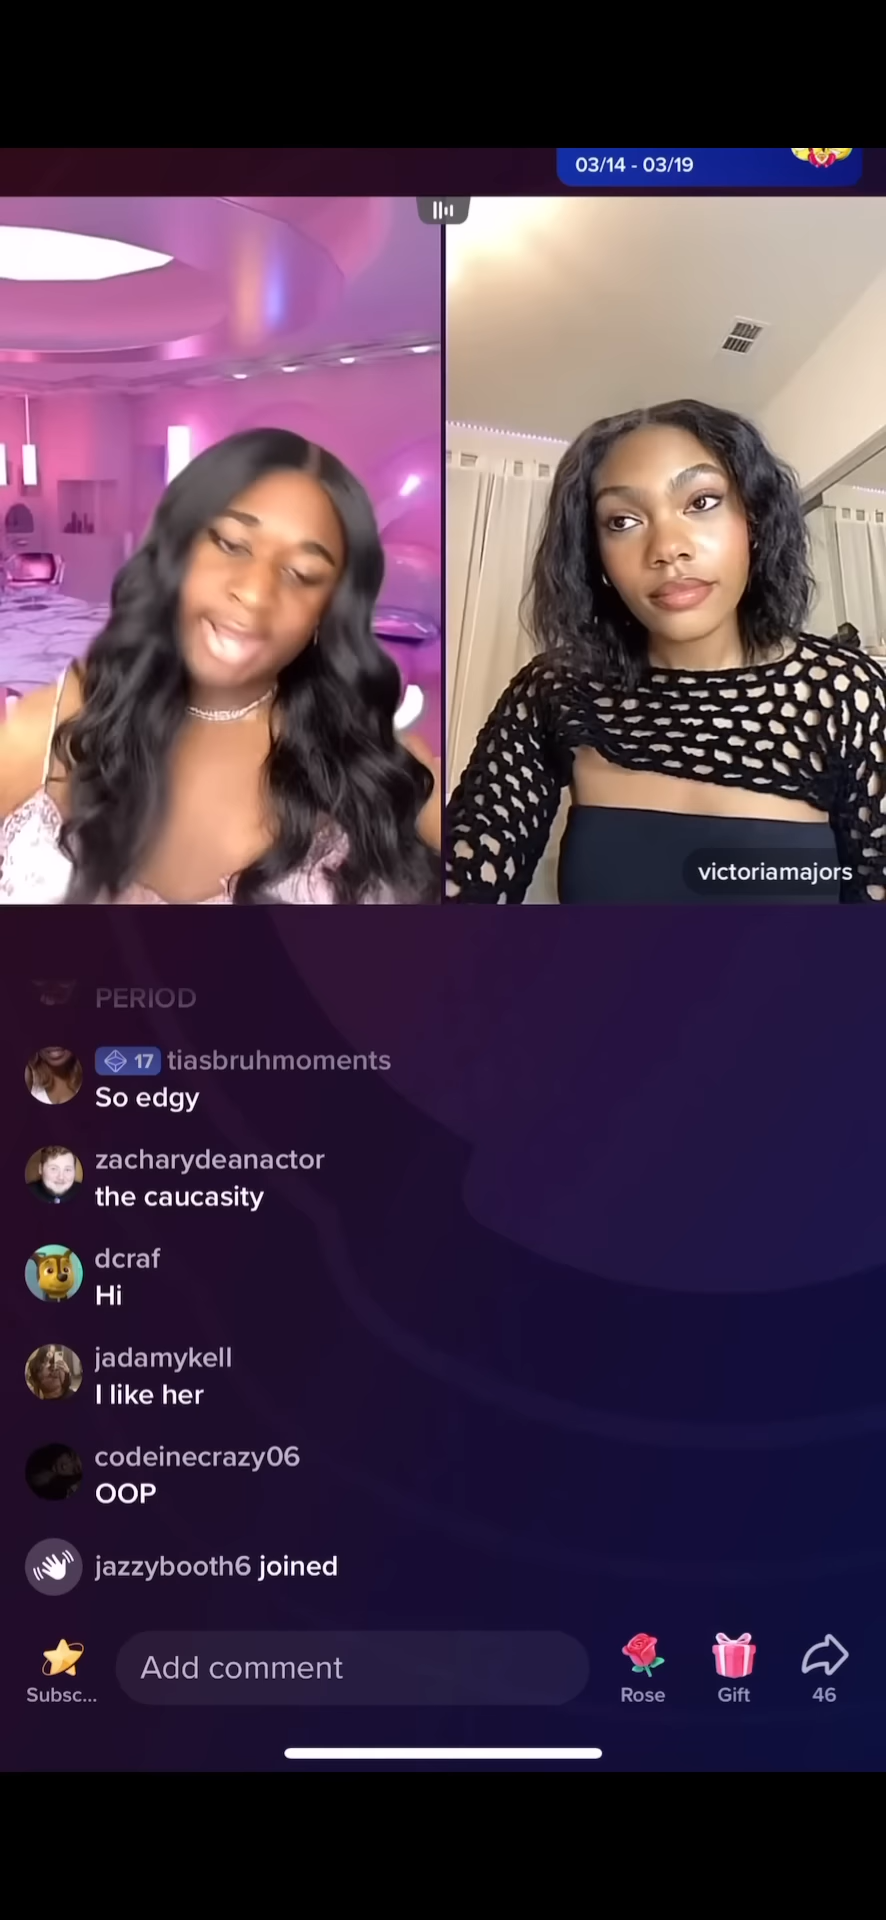 03/14 - 03/19
victoriamajors
PERIOD
17 tiasbruhmoments
So edgy
zacharydeanactor
the caucasity
dcraf
Hi
jadamykell
I like her
codeinecrazy06
OOP
jazzybooth6 joined
Add comment
Subsc...
Rose
Gift
46